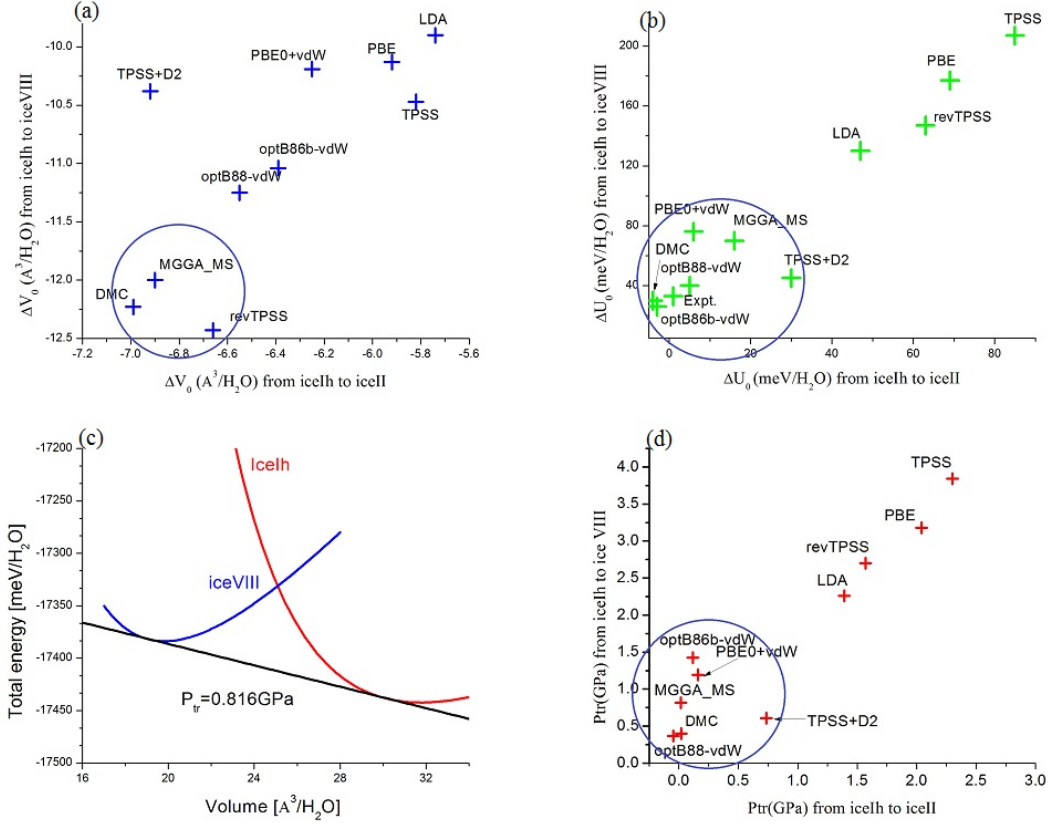 (a)
LDA
PBE
PBE0+vdW
TPSS+D2
TPSS
optB86b-vdW
optB88-vdW
MGGA_MS
DMC
revTPSS
-10.0
-10.5
-11.0
-11.5
-12.0
-12.5
-7.2 -7.0 -6.8 -6.6 -6.4 -6.2 -6.0 -5.8 -5.6
ΔV₀ (A³/H₂O) from iceIh to iceVIII
ΔV₀ (A³/H₂O) from iceIh to iceII
(b)
TPSS
PBE
revTPSS
LDA
PBE0+vdW
MGGA_MS
DMC
TPSS+D2
optB88-vdW
Expt.
optB86b-vdW
200
160
120
80
40
0 20 40 60 80
ΔU₀ (meV/H₂O) from iceIh to iceVIII
ΔU₀ (meV/H₂O) from iceIh to iceII
(c)
IceIh
iceVIII
Pₜᵣ=0.816GPa
-17200
-17250
-17300
-17350
-17400
-17450
-17500
16 20 24 28 32
Total energy [meV/H₂O]
Volume [A³/H₂O]
(d)
TPSS
PBE
revTPSS
LDA
optB86b-vdW
PBE0+vdW
MGGA_MS
DMC
TPSS+D2
optB88-vdW
4.0
3.5
3.0
2.5
2.0
1.5
1.0
0.5
0.0
0.0 0.5 1.0 1.5 2.0 2.5 3.0
Ptr(GPa) from iceIh to ice VIII
Ptr(GPa) from iceIh to iceII